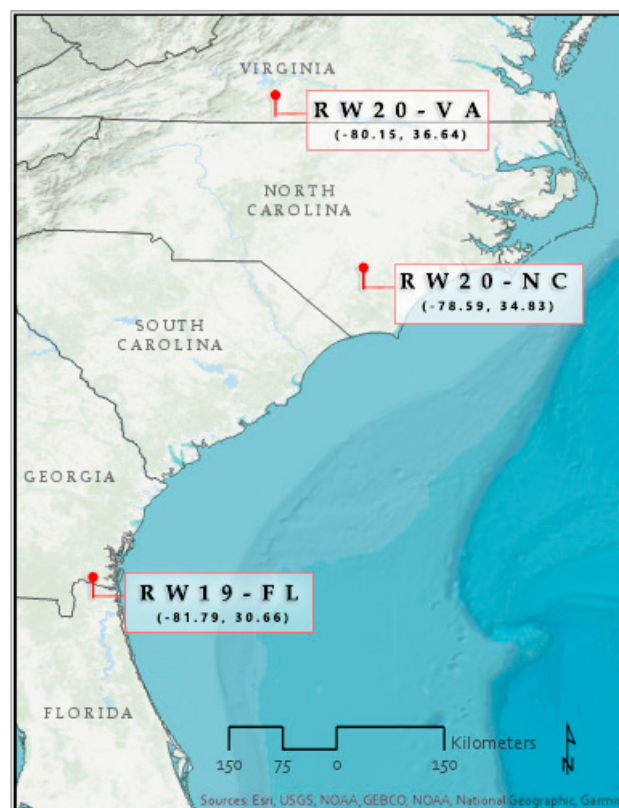 VIRGINIA
RW20-VA
(-80.15, 36.64)
NORTH
CAROLINA
RW20-NC
(-78.59, 34.83)
SOUTH
CAROLINA
GEORGIA
RW19-FL
(-81.79, 30.66)
FLORIDA
Kilometers
150 75 0 150
N
Sources: Esri, USGS, NOAA, GEBCO, NOAA, National Geographic, Garmi